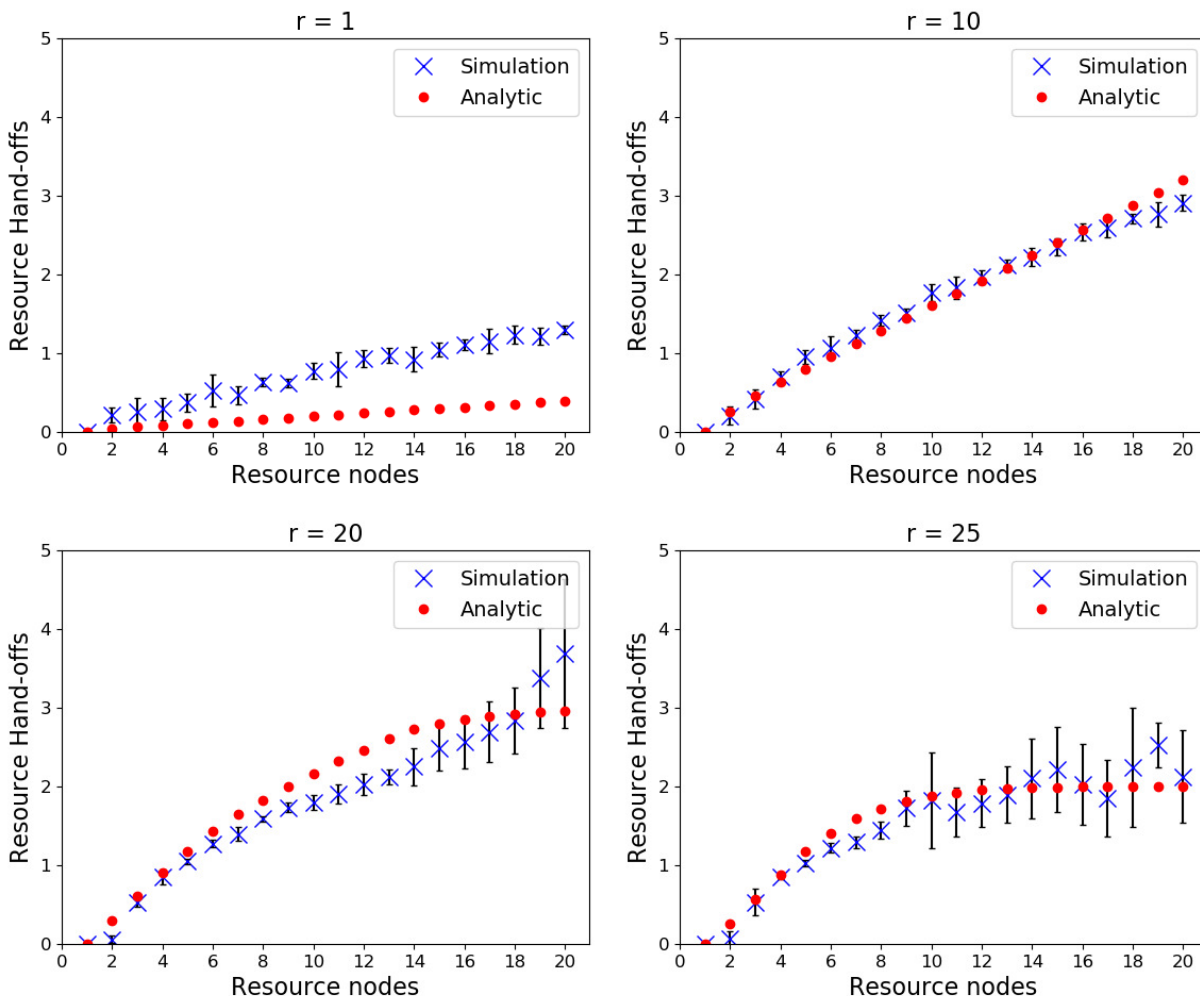 r = 1
5
4
3
2
1
0
Resource Hand-offs
Simulation
Analytic
0 2 4 6 8 10 12 14 16 18 20
Resource nodes
r = 10
5
4
3
2
1
0
Resource Hand-offs
Simulation
Analytic
0 2 4 6 8 10 12 14 16 18 20
Resource nodes
r = 20
5
4
3
2
1
0
Resource Hand-offs
Simulation
Analytic
0 2 4 6 8 10 12 14 16 18 20
Resource nodes
r = 25
5
4
3
2
1
0
Resource Hand-offs
Simulation
Analytic
0 2 4 6 8 10 12 14 16 18 20
Resource nodes